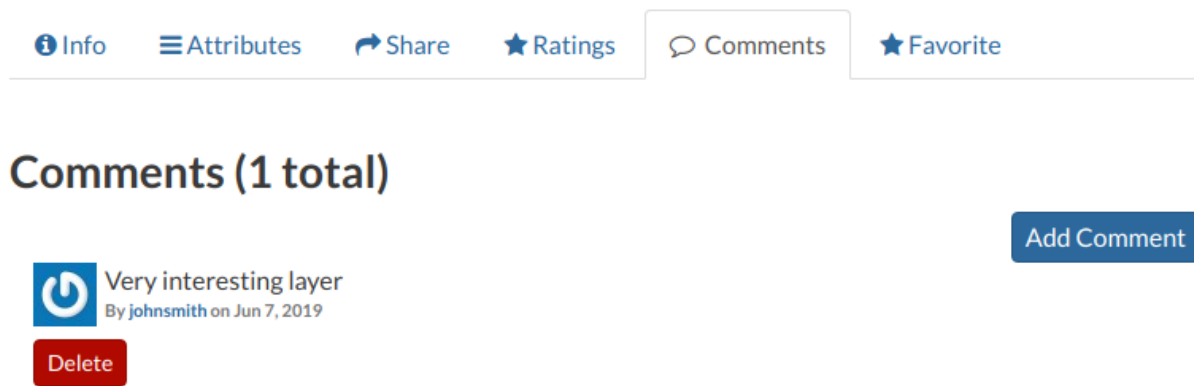 Info Attributes Share Ratings Comments Favorite
Comments (1 total)
Add Comment
Very interesting layer
By johnsmith on Jun 7, 2019
Delete